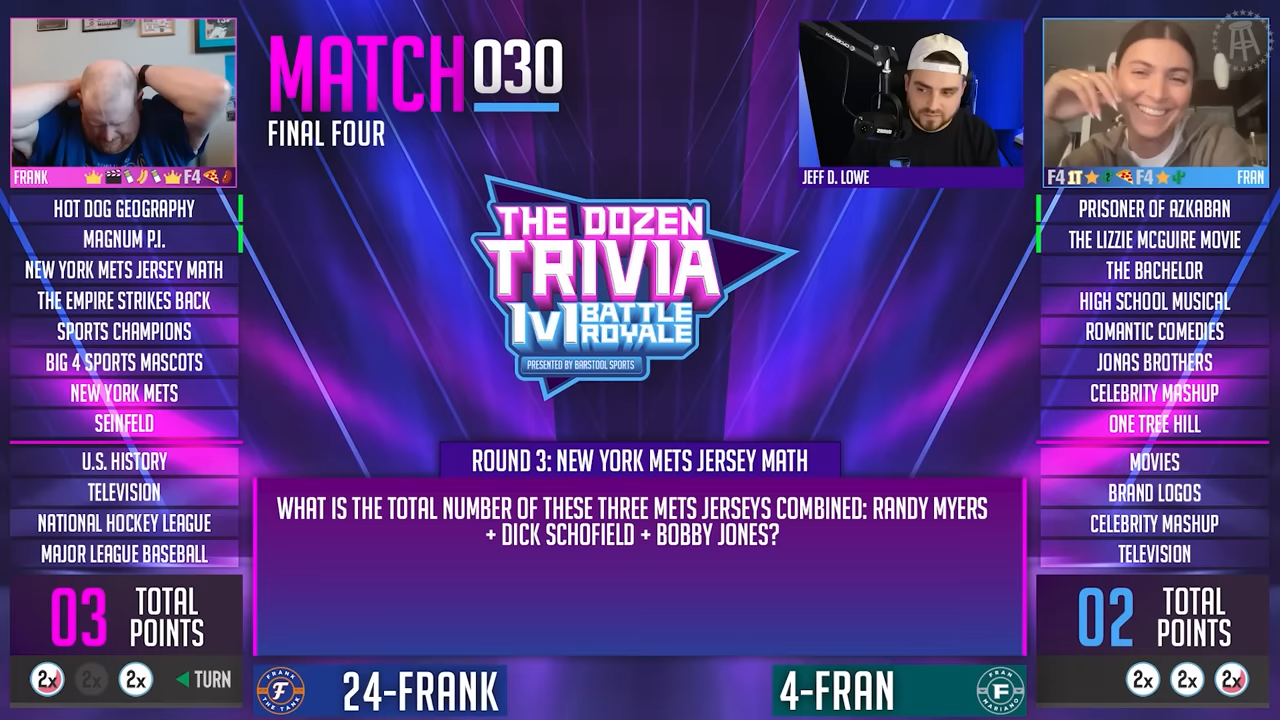 MATCH 030
FINAL FOUR
FRANK
F4
JEFF D. LOWE
F4 1T
F4
FRAN
HOT DOG GEOGRAPHY
MAGNUM P.I.
NEW YORK METS JERSEY MATH
THE EMPIRE STRIKES BACK
SPORTS CHAMPIONS
BIG 4 SPORTS MASCOTS
NEW YORK METS
SEINFELD
U.S. HISTORY
TELEVISION
NATIONAL HOCKEY LEAGUE
MAJOR LEAGUE BASEBALL
03 TOTAL
POINTS
2x 2x 2x TURN
THE DOZEN
TRIVIA
1V1 BATTLE
ROYALE
PRESENTED BY BARSTOOL SPORTS
ROUND 3: NEW YORK METS JERSEY MATH
WHAT IS THE TOTAL NUMBER OF THESE THREE METS JERSEYS COMBINED: RANDY MYERS
+ DICK SCHOFIELD + BOBBY JONES?
FRANK
F
THE TANK
24-FRANK
4-FRAN
FRAN
F
MARIANO
PRISONER OF AZKABAN
THE LIZZIE MCGUIRE MOVIE
THE BACHELOR
HIGH SCHOOL MUSICAL
ROMANTIC COMEDIES
JONAS BROTHERS
CELEBRITY MASHUP
ONE TREE HILL
MOVIES
BRAND LOGOS
CELEBRITY MASHUP
TELEVISION
02 TOTAL
POINTS
2x 2x 2x